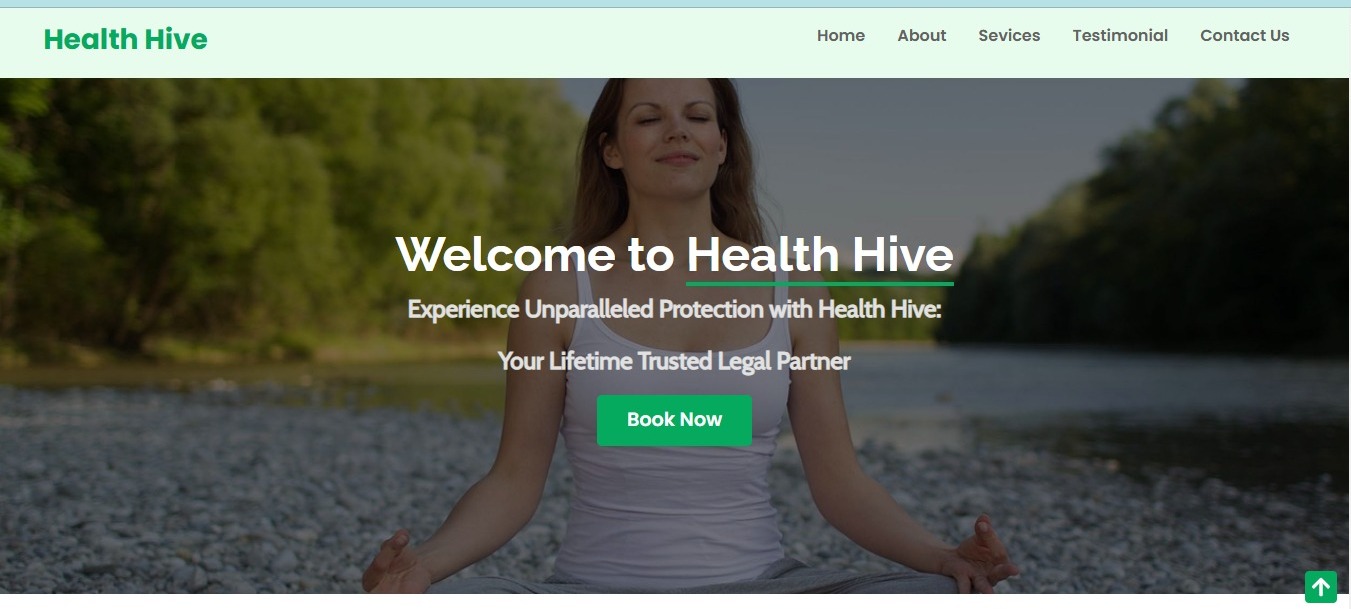 Health Hive
Home About Sevices Testimonial Contact Us
Welcome to Health Hive
Experience Unparalleled Protection with Health Hive:
Your Lifetime Trusted Legal Partner
Book Now